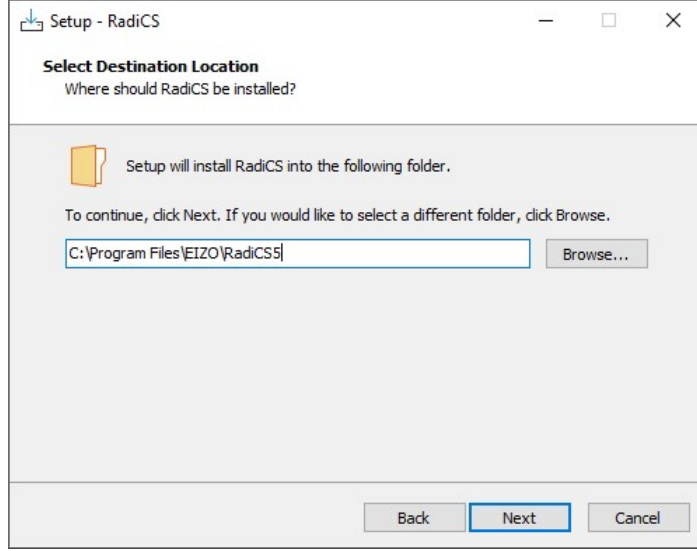 Setup - RadiCS
Select Destination Location
Where should RadiCS be installed?
Setup will install RadiCS into the following folder.
To continue, click Next. If you would like to select a different folder, click Browse.
C:\Program Files\EIZO\RadiCS5
Browse...
Back
Next
Cancel